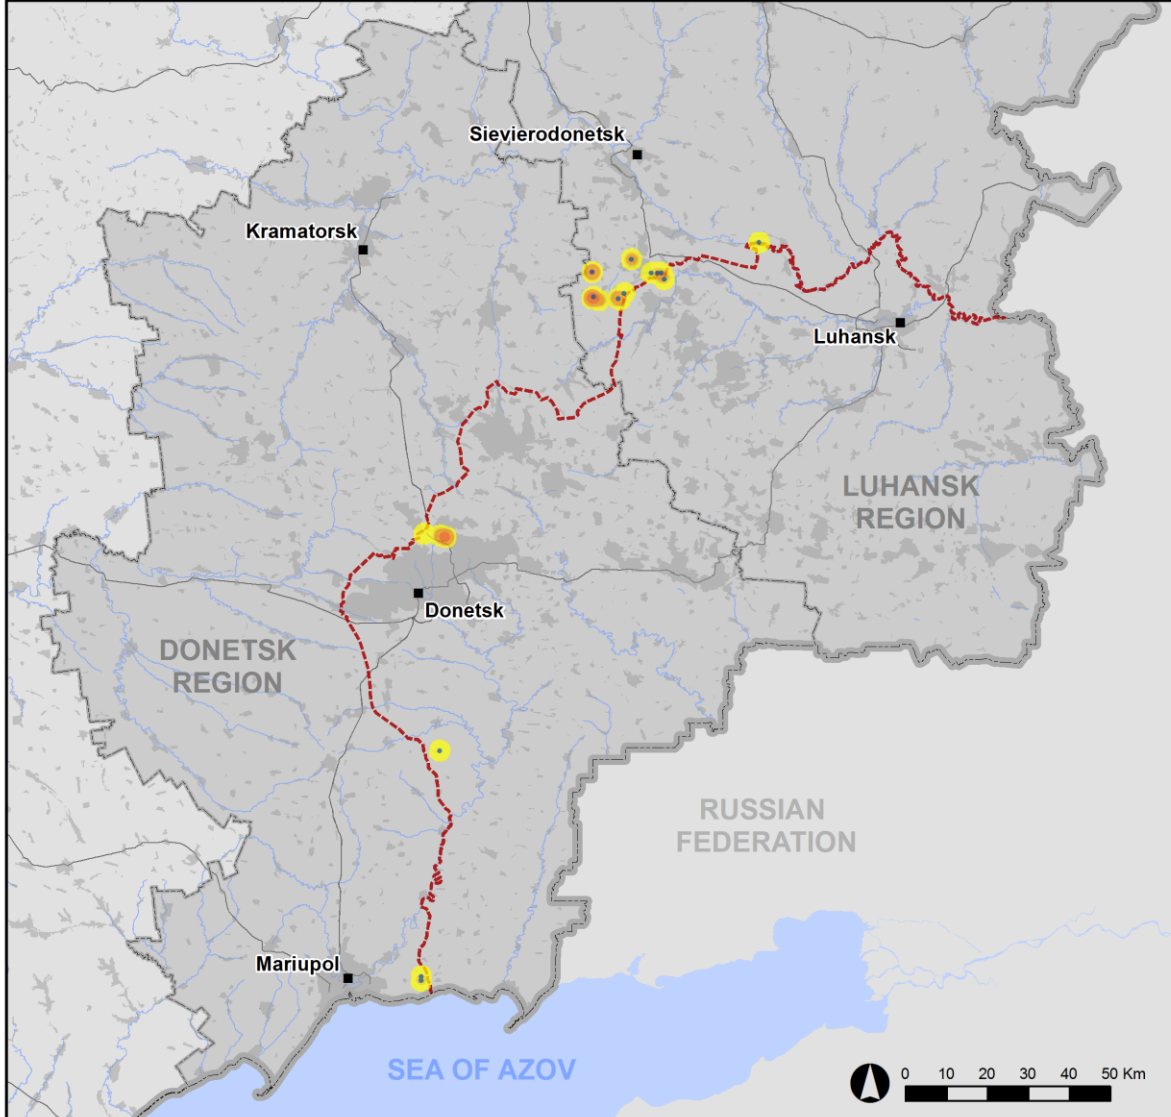 Sievierodonetsk
Kramatorsk
Luhansk
LUHANSK
REGION
Donetsk
DONETSK
REGION
RUSSIAN
FEDERATION
Mariupol
SEA OF AZOV
0 10 20 30 40 50 Km